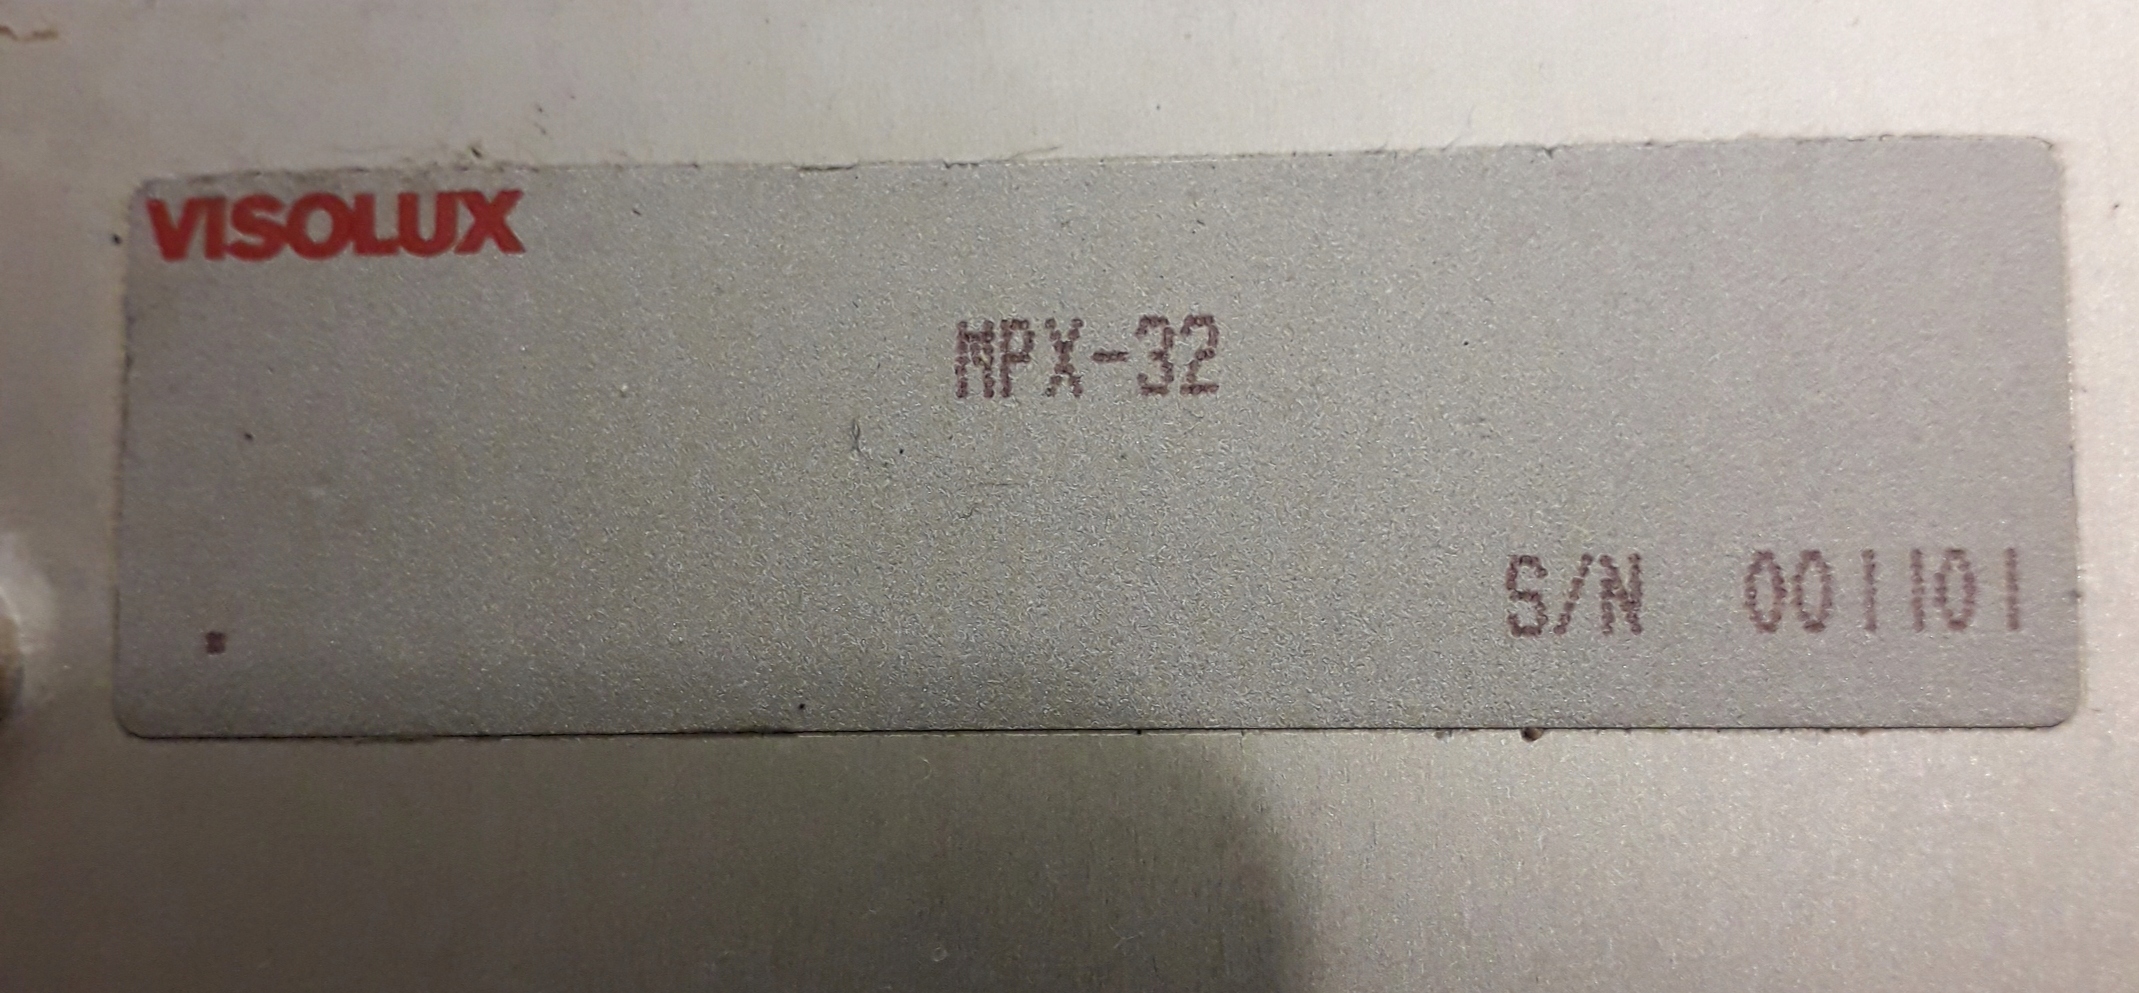 VISOLUX
MPX-32
S/N 001101